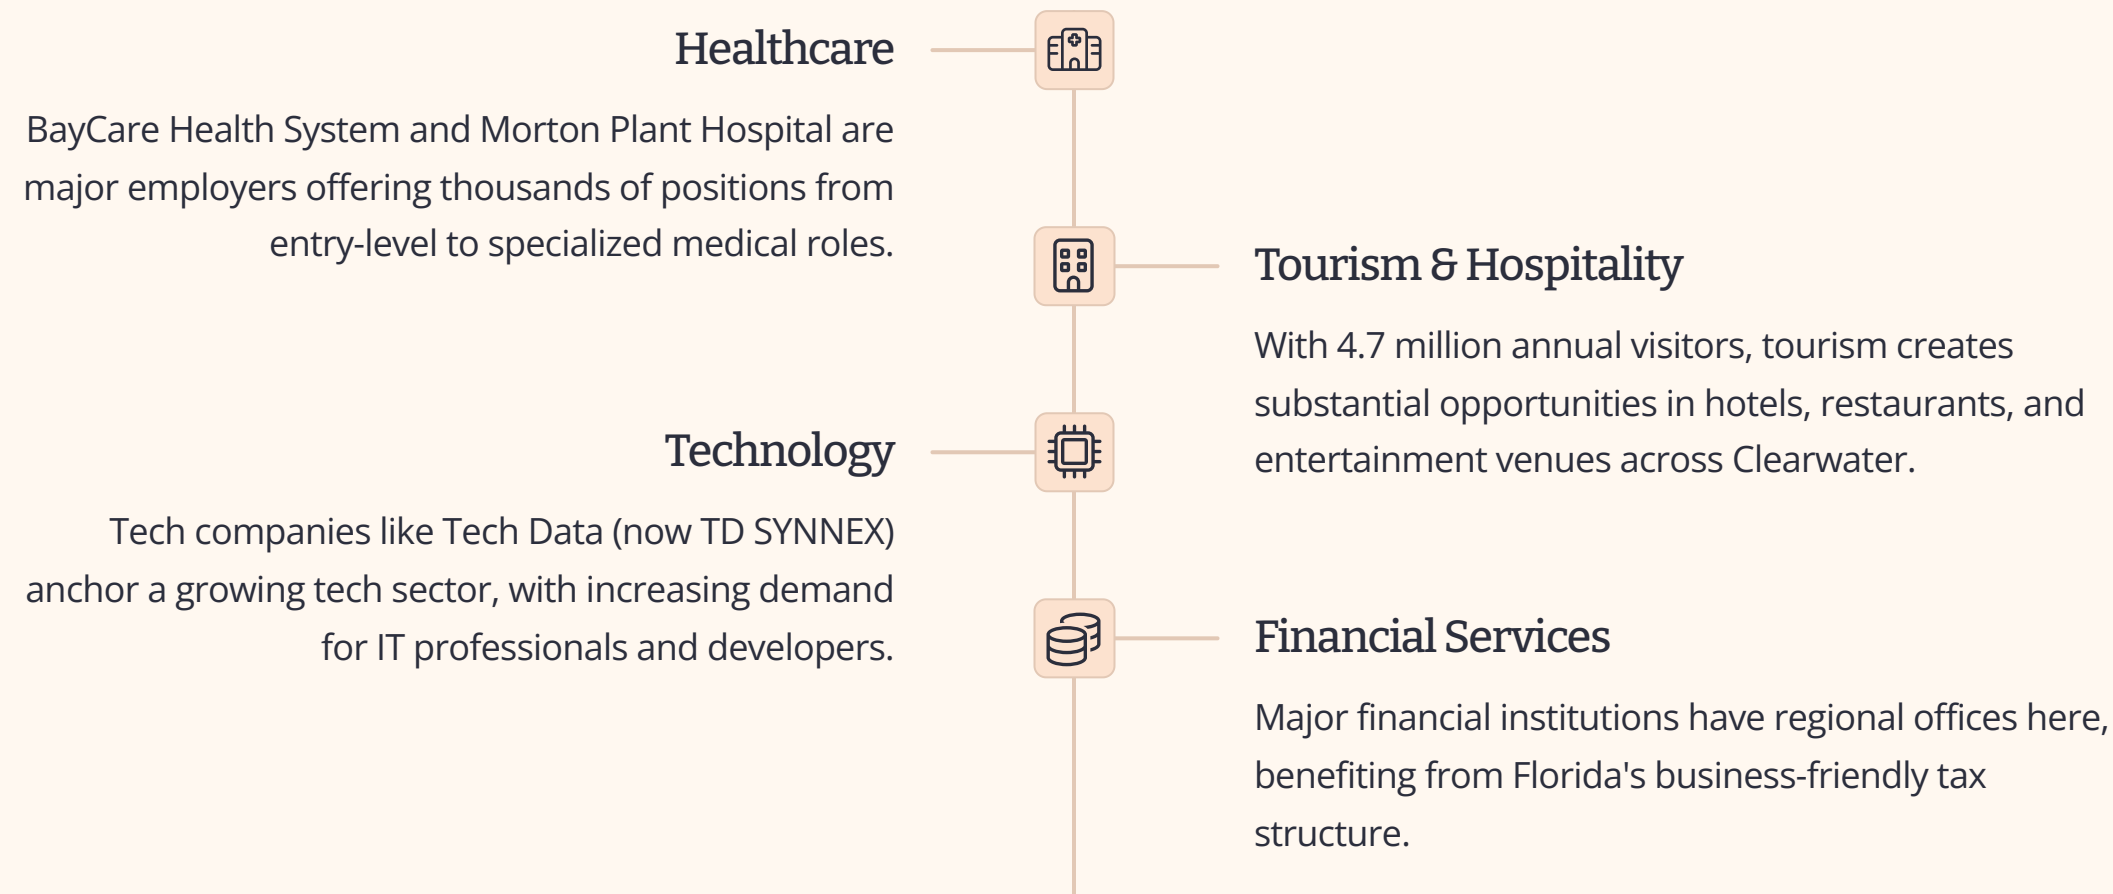 Healthcare
BayCare Health System and Morton Plant Hospital are
major employers offering thousands of positions from
entry-level to specialized medical roles.
Tourism & Hospitality
With 4.7 million annual visitors, tourism creates
substantial opportunities in hotels, restaurants, and
entertainment venues across Clearwater.
Technology
Tech companies like Tech Data (now TD SYNNEX)
anchor a growing tech sector, with increasing demand
for IT professionals and developers.
Financial Services
Major financial institutions have regional offices here,
benefiting from Florida's business-friendly tax
structure.